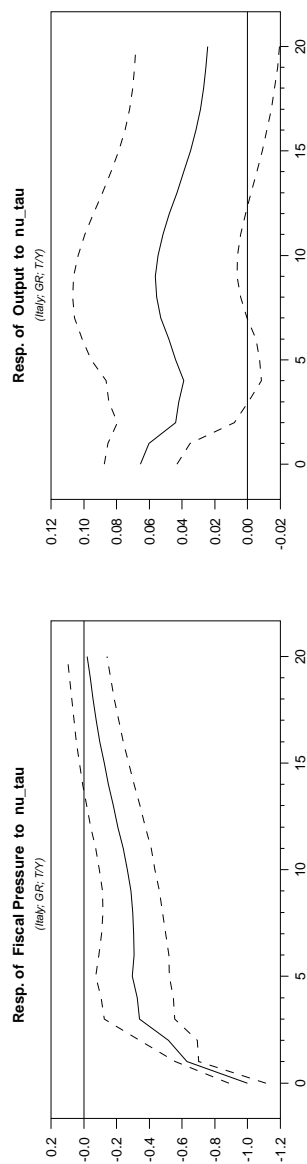 Resp. of Fiscal Pressure to nu_tau
(Italy; GR; T/Y)
0.2
-0.0
-0.2
-0.4
-0.6
-0.8
-1.0
-1.2
0 5 10 15 20
Resp. of Output to nu_tau
(Italy; GR; T/Y)
0.12
0.10
0.08
0.06
0.04
0.02
0.00
-0.02
0 5 10 15 20